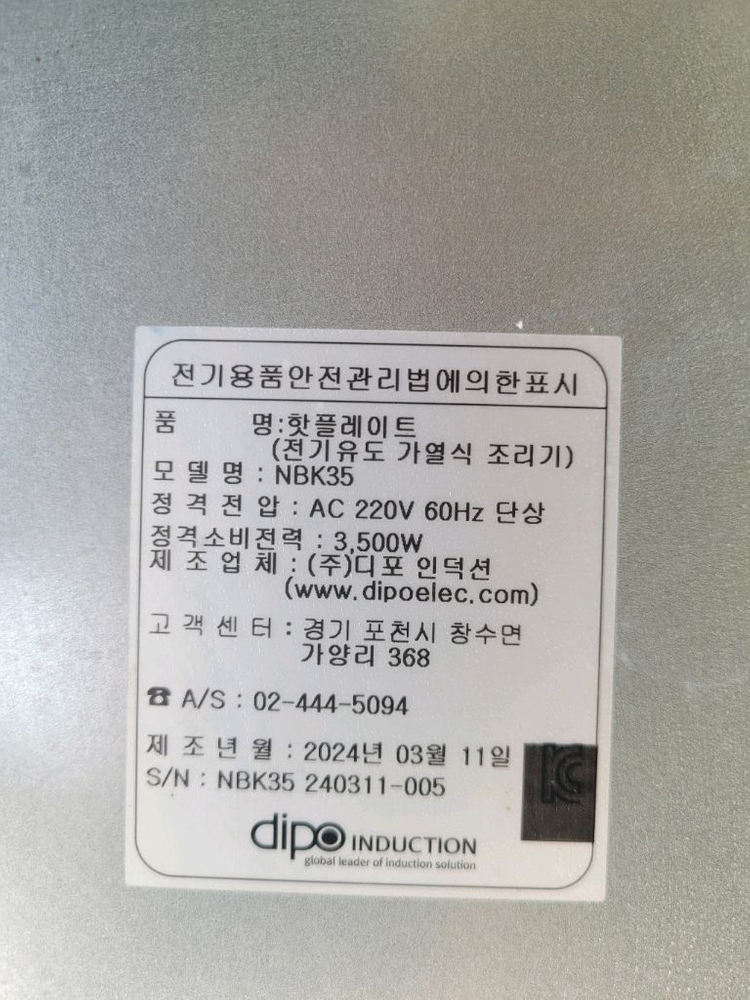 전기용품안전관리법에의한표시
품 명:핫플레이트
(전기유도 가열식 조리기)
모 델 명 : NBK35
정 격 전 압 : AC 220V 60Hz 단상
정격소비전력 : 3,500W
제 조 업 체 : (주)디포 인덕션
(www.dipoelec.com)
고 객 센 터 : 경기 포천시 창수면
가양리 368
☎ A/S : 02-444-5094
제 조 년 월 : 2024년 03월 11일
S/N : NBK35 240311-005
KC
dipo INDUCTION
global leader of induction solution